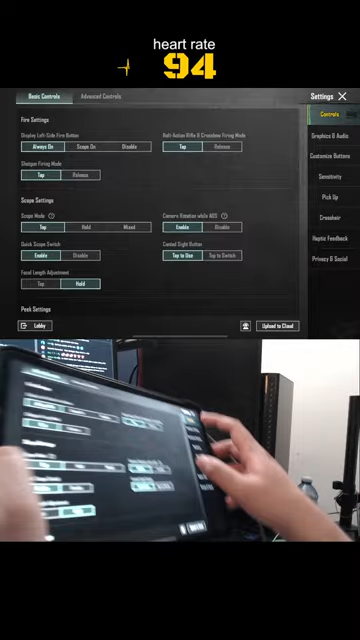 heart rate
94
Basic Controls Advanced Controls Settings
Fire Settings Controls
Display Left-Side Fire Button Bolt-Action Rifle & Crossbow Firing Mode
Always On Scope On Disable Tap Release
Graphics & Audio
Shotgun Firing Mode Customize Buttons
Tap Release Sensitivity
Scope Settings Pick Up
Scope Mode Camera Rotation while ADS
Tap Hold Mixed Enable Disable
Crosshair
Quick Scope Switch Canted Sight Button Haptic Feedback
Enable Disable Tap to Use Tap to Switch
Privacy & Social
Focal Length Adjustment
Tap Hold
Peek Settings
Lobby Upload to Cloud